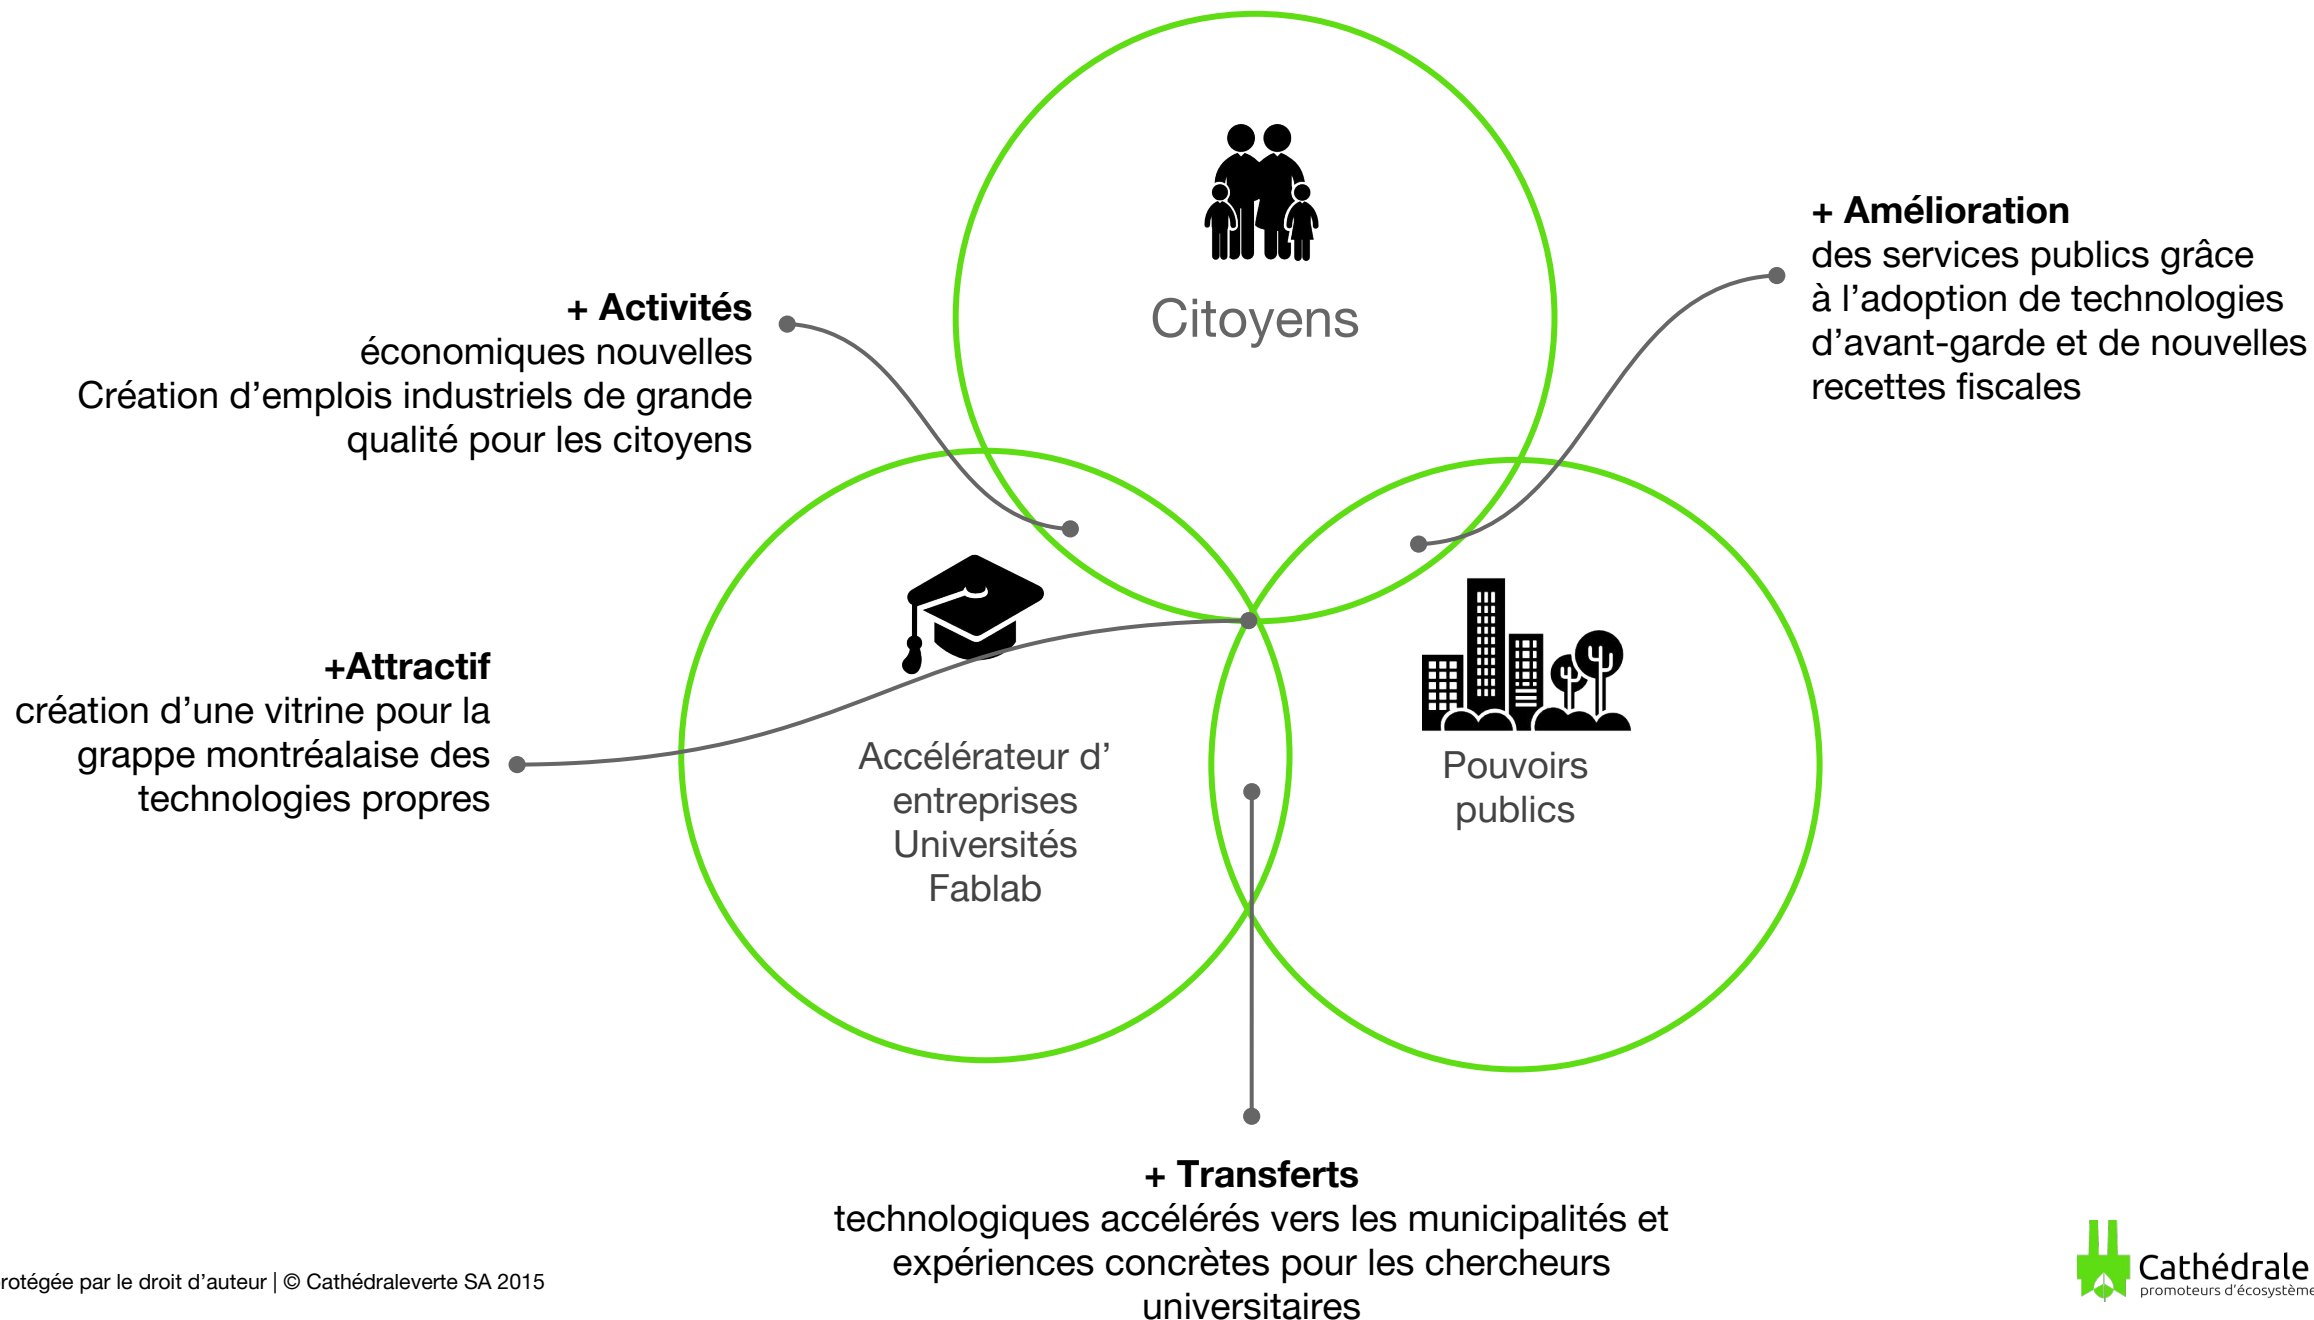 Citoyens
+ Amélioration
des services publics grâce
à l’adoption de technologies
d’avant-garde et de nouvelles
recettes fiscales
+ Activités
économiques nouvelles
Création d’emplois industriels de grande
qualité pour les citoyens
+Attractif
création d’une vitrine pour la
grappe montréalaise des
technologies propres
Accélérateur d’
entreprises
Universités
Fablab
Pouvoirs
publics
+ Transferts
technologiques accélérés vers les municipalités et
expériences concrètes pour les chercheurs
universitaires
rotégée par le droit d’auteur | © Cathédraleverte SA 2015
Cathédrale
promoteurs d’écosystème